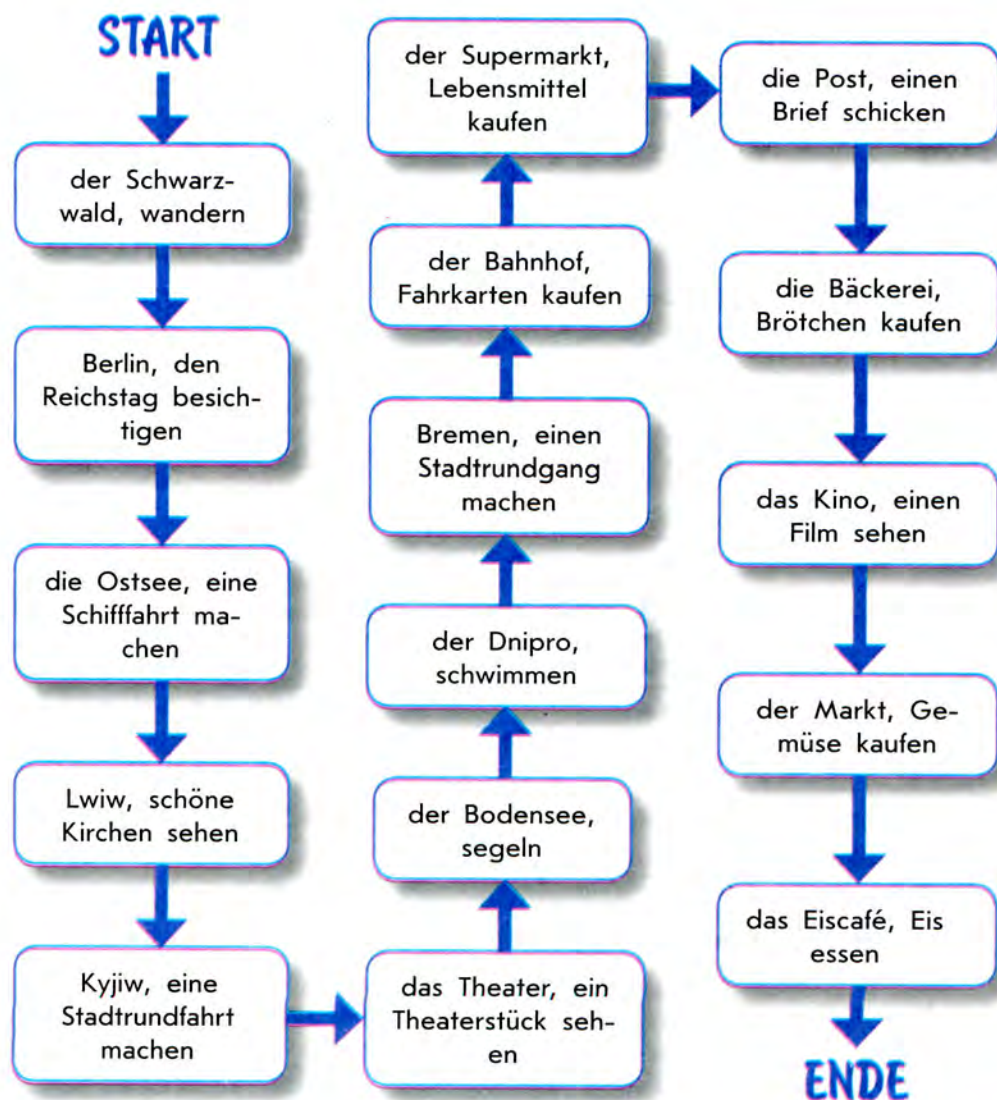 START
der Schwarz-
wald, wandern
Berlin, den
Reichstag besich-
tigen
die Ostsee, eine
Schifffahrt ma-
chen
Lwiw, schöne
Kirchen sehen
Kyjiw, eine
Stadtrundfahrt
machen
das Theater, ein
Theaterstück seh-
en
der Bodensee,
segeln
der Dnipro,
schwimmen
Bremen, einen
Stadtrundgang
machen
der Bahnhof,
Fahrkarten kaufen
der Supermarkt,
Lebensmittel
kaufen
die Post, einen
Brief schicken
die Bäckerei,
Brötchen kaufen
das Kino, einen
Film sehen
der Markt, Ge-
müse kaufen
das Eiscafé, Eis
essen
ENDE